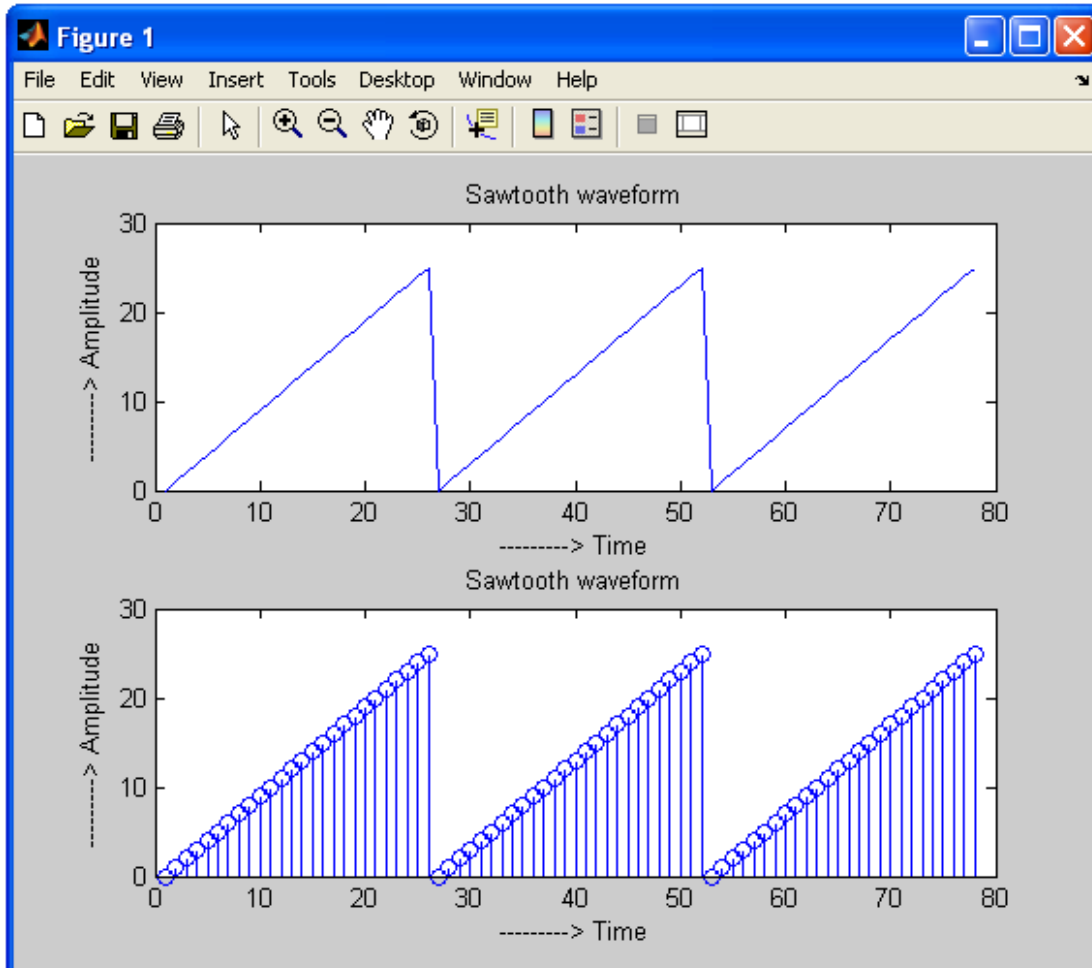 Figure 1
File Edit View Insert Tools Desktop Window Help
Sawtooth waveform
30
20
10
0
---------> Amplitude
0 10 20 30 40 50 60 70 80
---------> Time
Sawtooth waveform
30
20
10
0
---------> Amplitude
0 10 20 30 40 50 60 70 80
---------> Time